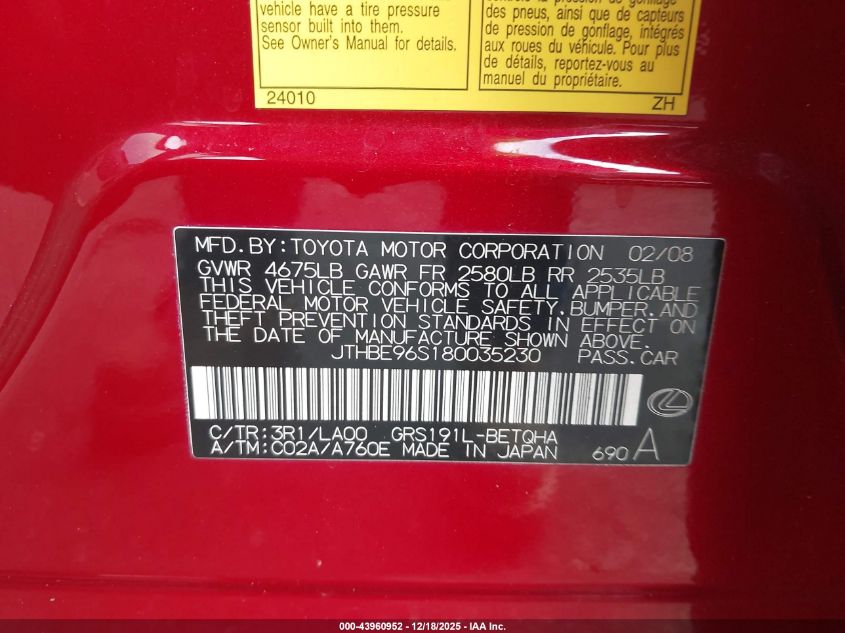 vehicle have a tire pressure
sensor built into them.
See Owner's Manual for details.
24010
des pneus, ainsi que de capteurs
de pression de gonflage, intégrés
aux roues du véhicule. Pour plus
de détails, reportez-vous au
manuel du propriétaire.
ZH
MFD.BY:TOYOTA MOTOR CORPORATION 02/08
GVWR 4675LB GAWR FR 2580LB RR 2535LB
THIS VEHICLE CONFORMS TO ALL APPLICABLE
FEDERAL MOTOR VEHICLE SAFETY,BUMPER,AND
THEFT PREVENTION STANDARDS IN EFFECT ON
THE DATE OF MANUFACTURE SHOWN ABOVE.
JTHBE96S180035230 PASS.CAR
C/TR:3R1/LA00 GRS191L-BETQHA
A/TM:C02A/A760E MADE IN JAPAN 690 A
000-43960952 - 12/18/2025 - IAA Inc.